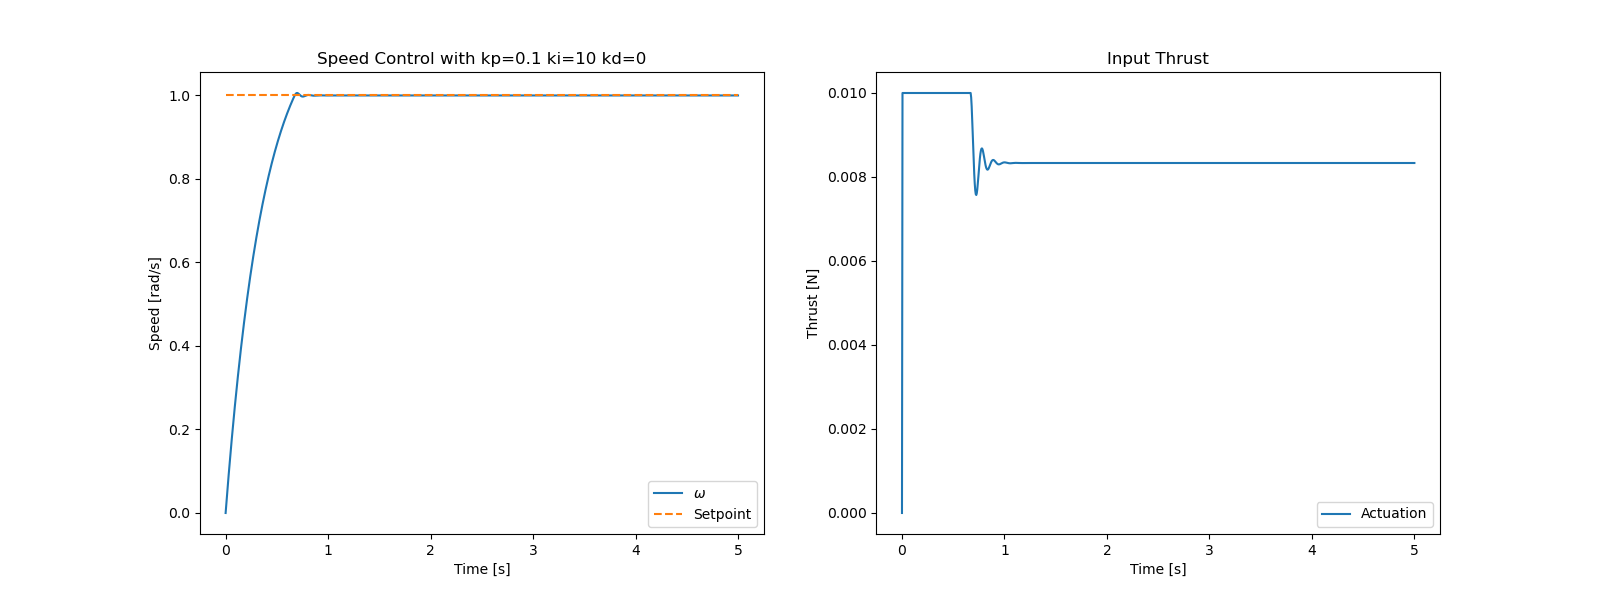 Speed Control with kp=0.1 ki=10 kd=0
Speed [rad/s]
1.0
0.8
0.6
0.4
0.2
0.0
0 1 2 3 4 5
Time [s]
ω
Setpoint
Input Thrust
Thrust [N]
0.010
0.008
0.006
0.004
0.002
0.000
0 1 2 3 4 5
Time [s]
Actuation